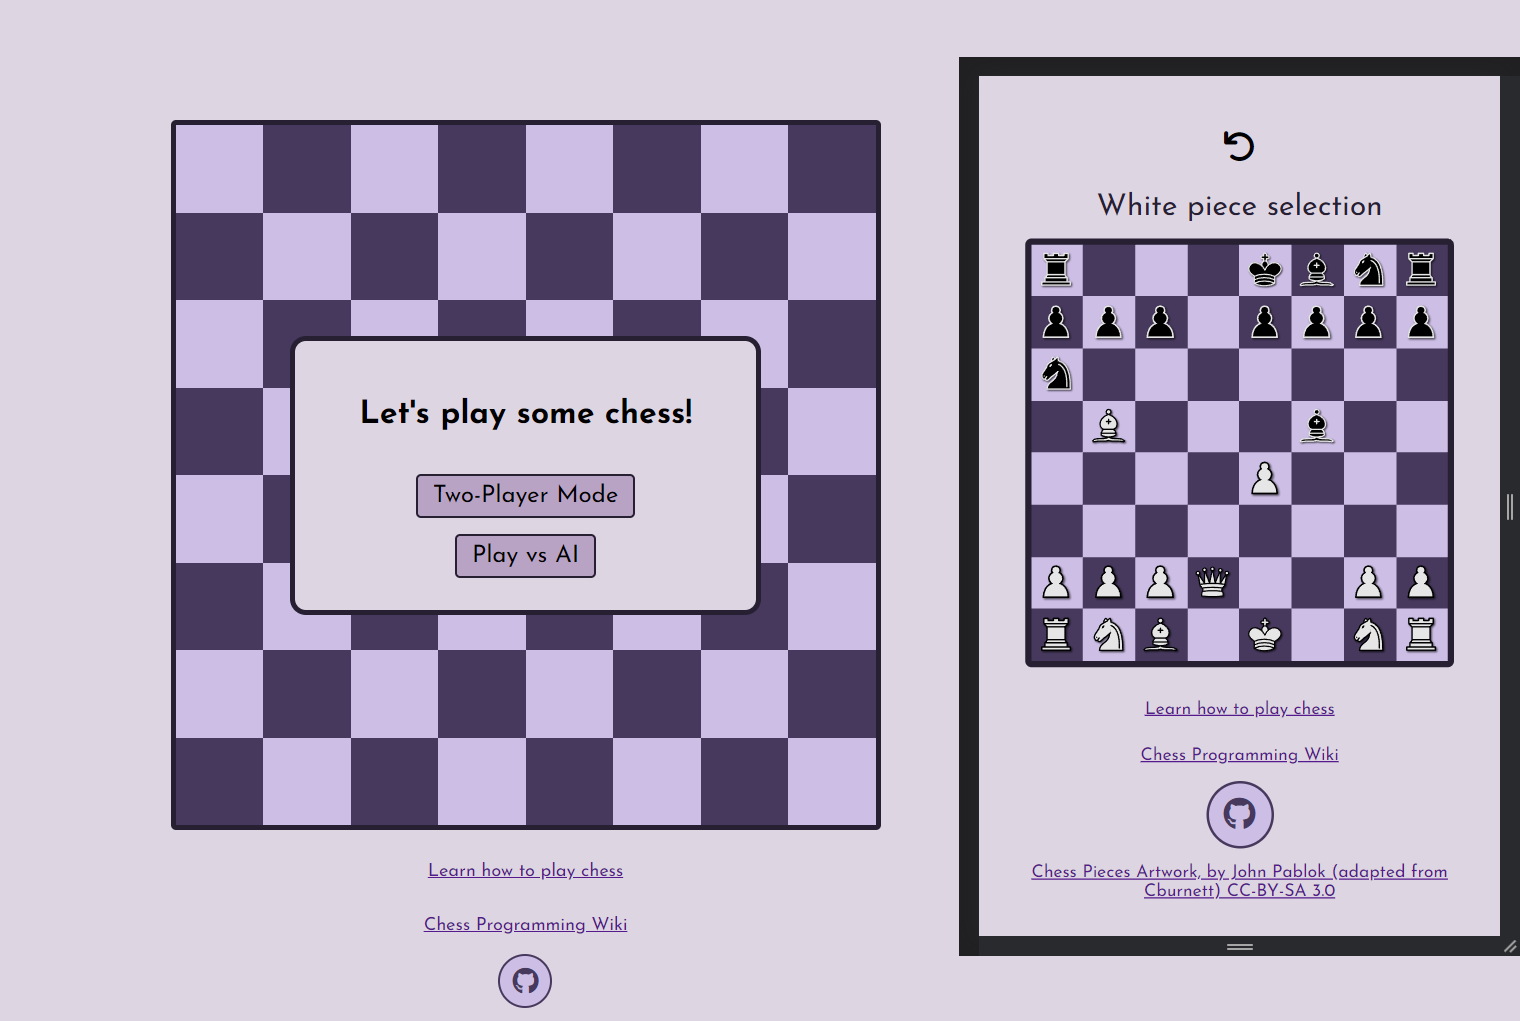 Let's play some chess!
Two-Player Mode
Play vs AI
Learn how to play chess
Chess Programming Wiki
White piece selection
Learn how to play chess
Chess Programming Wiki
Chess Pieces Artwork, by John Pablok (adapted from
Cburnett) CC-BY-SA 3.0